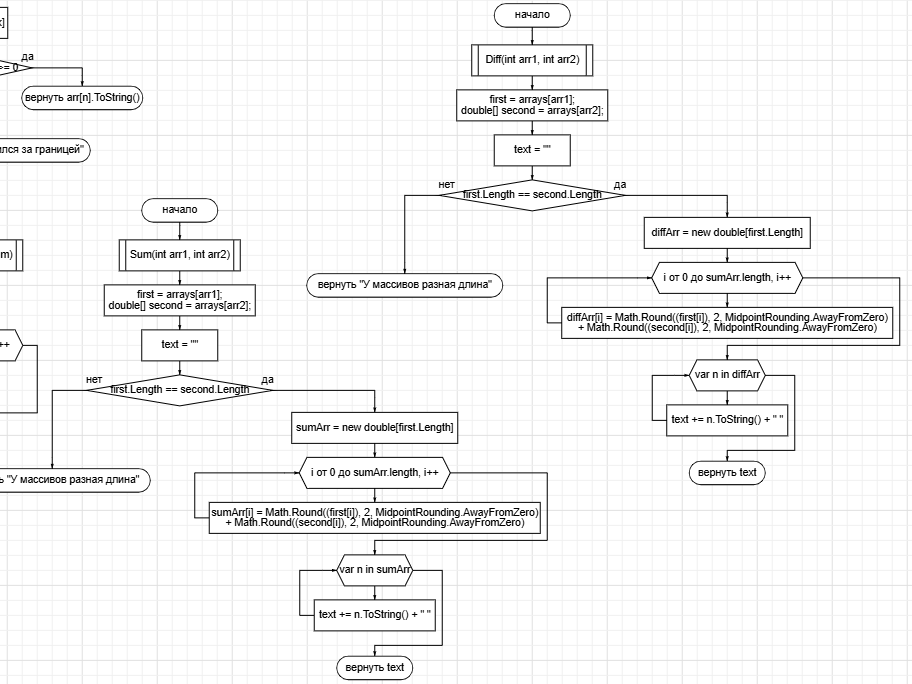 x]
да
>= 0
вернуть arr[n].ToString()
лся за границей"
m)
++
ь "У массивов разная длина"
начало
Sum(int arr1, int arr2)
first = arrays[arr1];
double[] second = arrays[arr2];
text = ""
нет
first.Length == second.Length
да
sumArr = new double[first.Length]
i от 0 до sumArr.length, i++
sumArr[i] = Math.Round((first[i]), 2, MidpointRounding.AwayFromZero)
+ Math.Round((second[i]), 2, MidpointRounding.AwayFromZero)
var n in sumArr
text += n.ToString() + " "
вернуть text
начало
Diff(int arr1, int arr2)
first = arrays[arr1];
double[] second = arrays[arr2];
text = ""
нет
first.Length == second.Length
да
вернуть "У массивов разная длина"
diffArr = new double[first.Length]
i от 0 до sumArr.length, i++
diffArr[i] = Math.Round((first[i]), 2, MidpointRounding.AwayFromZero)
+ Math.Round((second[i]), 2, MidpointRounding.AwayFromZero)
var n in diffArr
text += n.ToString() + " "
вернуть text